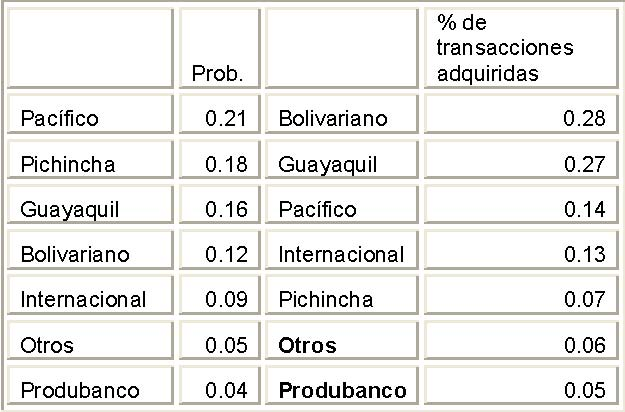 Prob. % de transacciones adquiridas
Pacífico 0.21 Bolivariano 0.28
Pichincha 0.18 Guayaquil 0.27
Guayaquil 0.16 Pacífico 0.14
Bolivariano 0.12 Internacional 0.13
Internacional 0.09 Pichincha 0.07
Otros 0.05 Otros 0.06
Produbanco 0.04 Produbanco 0.05